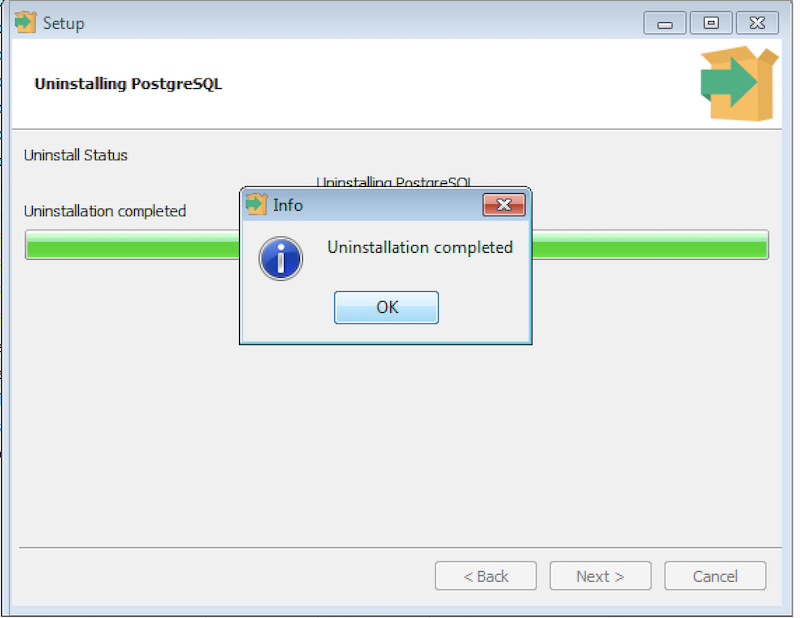 Setup
Uninstalling PostgreSQL
Uninstall Status
Uninstalling PostgreSQL
Uninstallation completed
Info
Uninstallation completed
OK
< Back
Next >
Cancel